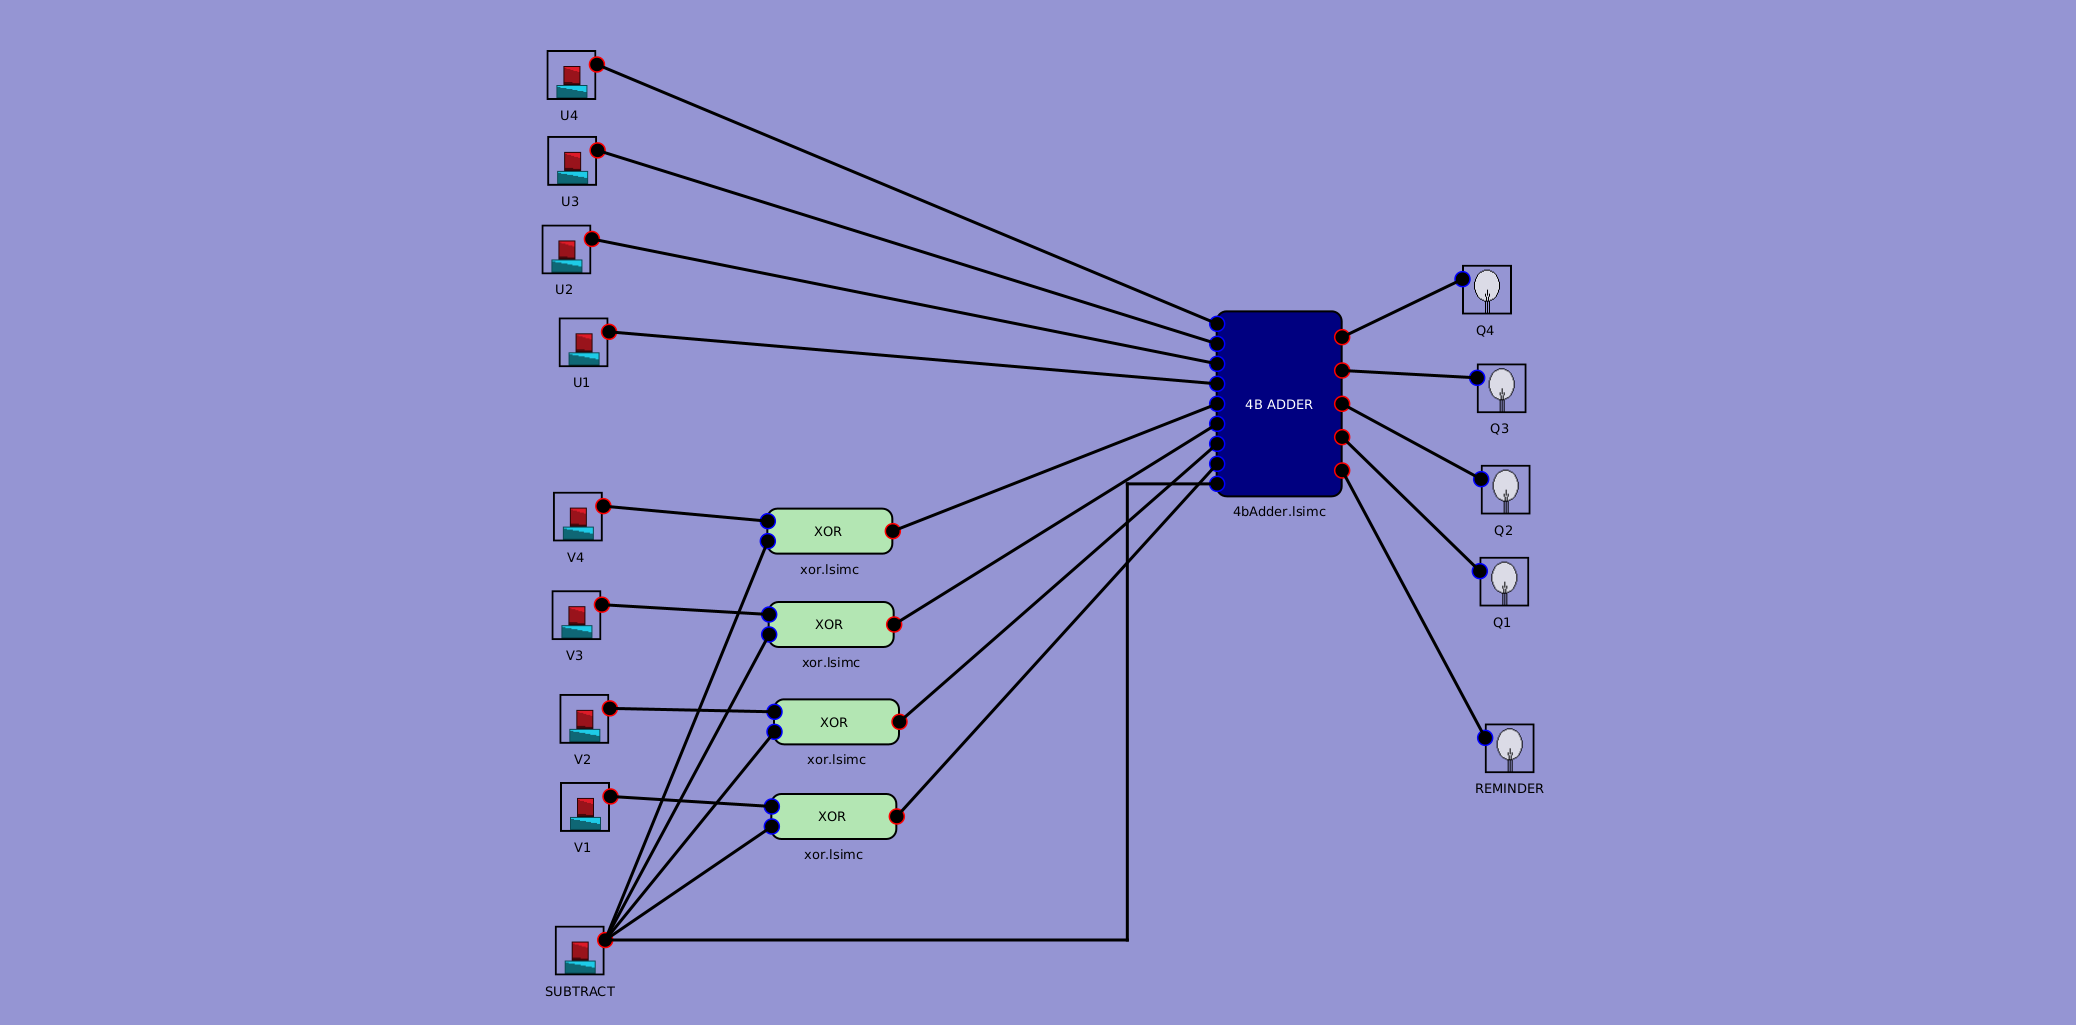 U4
U3
U2
U1
V4
V3
V2
V1
SUBTRACT
XOR
xor.lsimc
XOR
xor.lsimc
XOR
xor.lsimc
XOR
xor.lsimc
4B ADDER
4bAdder.lsimc
Q4
Q3
Q2
Q1
REMINDER